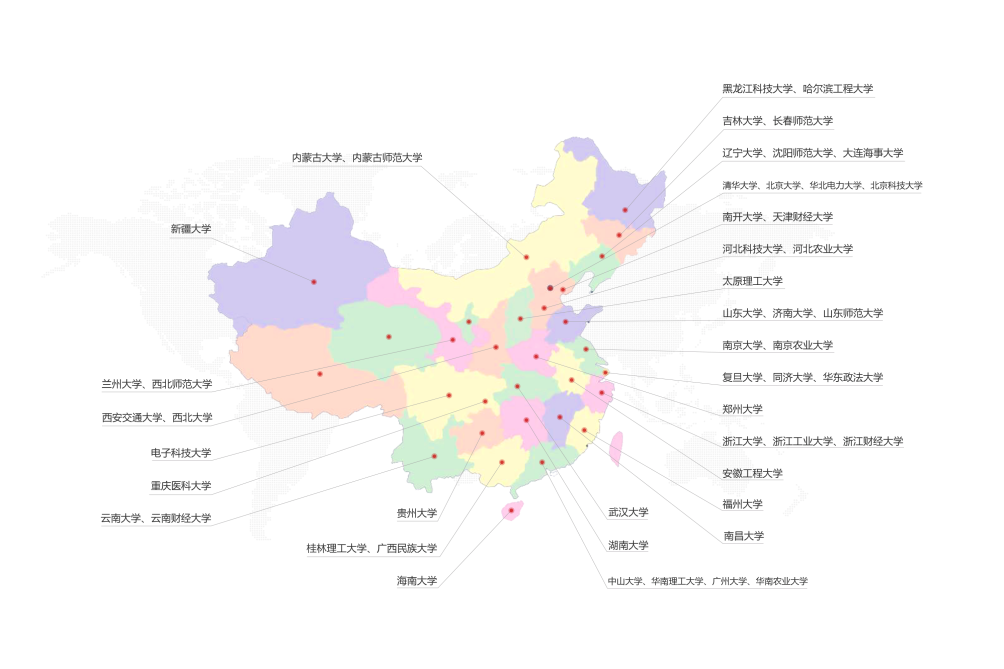 黑龙江科技大学、哈尔滨工程大学
吉林大学、长春师范大学
辽宁大学、沈阳师范大学、大连海事大学
内蒙古大学、内蒙古师范大学
清华大学、北京大学、华北电力大学、北京科技大学
南开大学、天津财经大学
新疆大学
河北科技大学、河北农业大学
太原理工大学
山东大学、济南大学、山东师范大学
南京大学、南京农业大学
复旦大学、同济大学、华东政法大学
兰州大学、西北师范大学
郑州大学
西安交通大学、西北大学
浙江大学、浙江工业大学、浙江财经大学
电子科技大学
安徽工程大学
重庆医科大学
福州大学
贵州大学
武汉大学
云南大学、云南财经大学
南昌大学
湖南大学
桂林理工大学、广西民族大学
海南大学
中山大学、华南理工大学、广州大学、华南农业大学